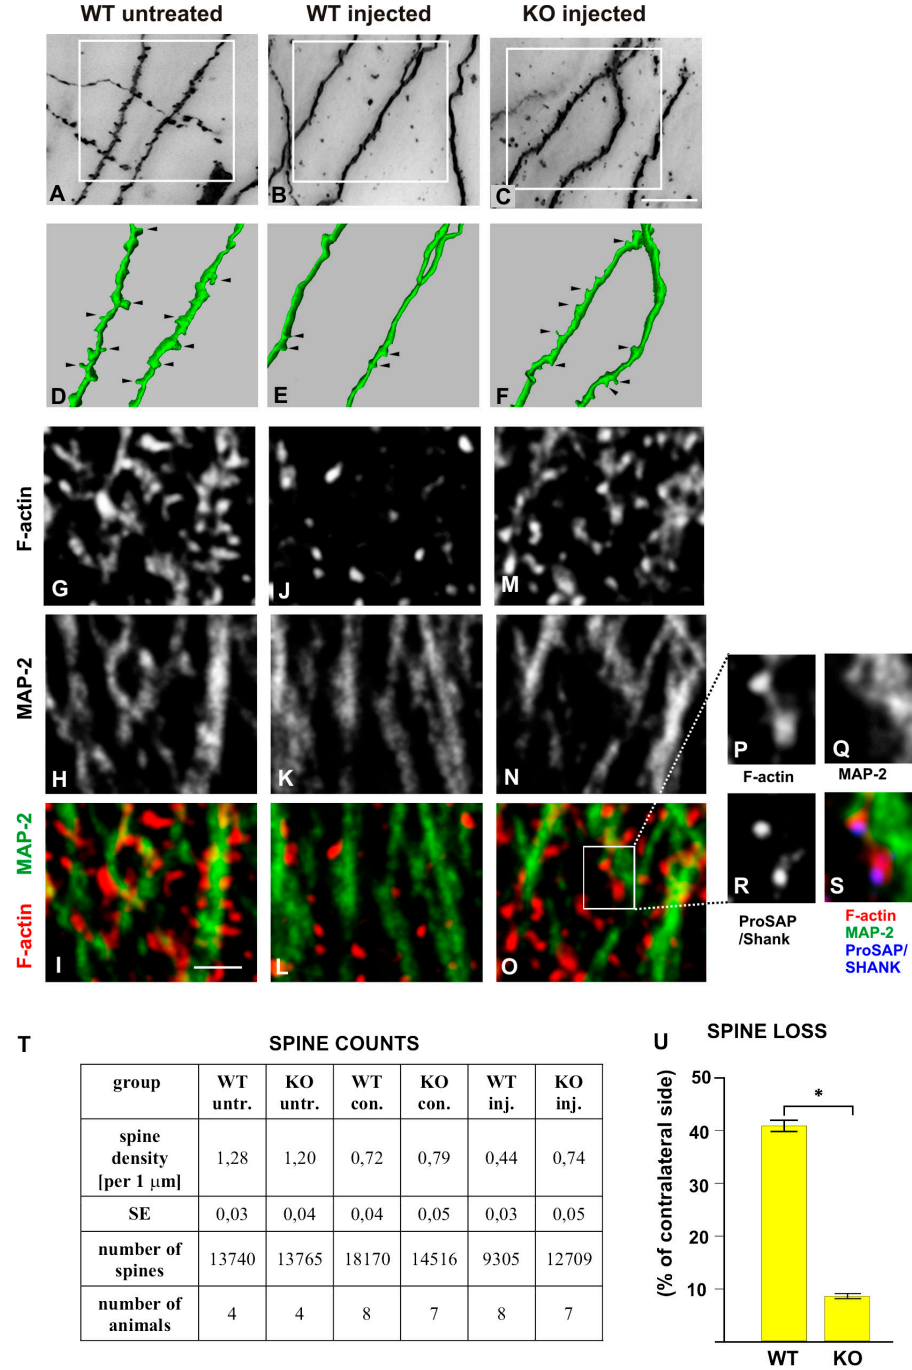 WT untreated WT injected KO injected
A B C
D E F
F-actin
G J M
MAP-2
H K N
P Q
F-actin MAP-2
F-actin MAP-2
I L O
R S
ProSAP
/Shank
F-actin
MAP-2
ProSAP/
SHANK
T SPINE COUNTS
group WT untr. KO untr. WT con. KO con. WT inj. KO inj.
spine density [per 1 µm] 1,28 1,20 0,72 0,79 0,44 0,74
SE 0,03 0,04 0,04 0,05 0,03 0,05
number of spines 13740 13765 18170 14516 9305 12709
number of animals 4 4 8 7 8 7
U SPINE LOSS
(% of contralateral side)
50
40
30
20
10
*
WT KO